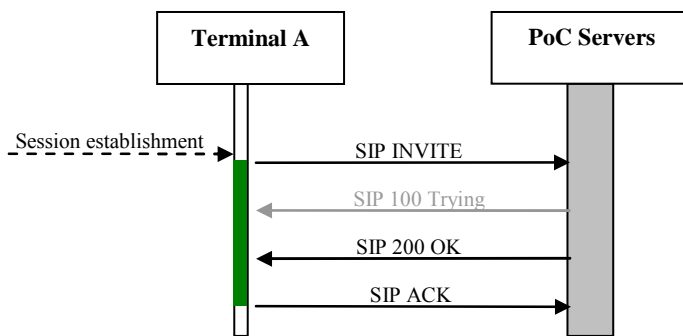 Terminal A
PoC Servers
Session establishment
SIP INVITE
SIP 100 Trying
SIP 200 OK
SIP ACK